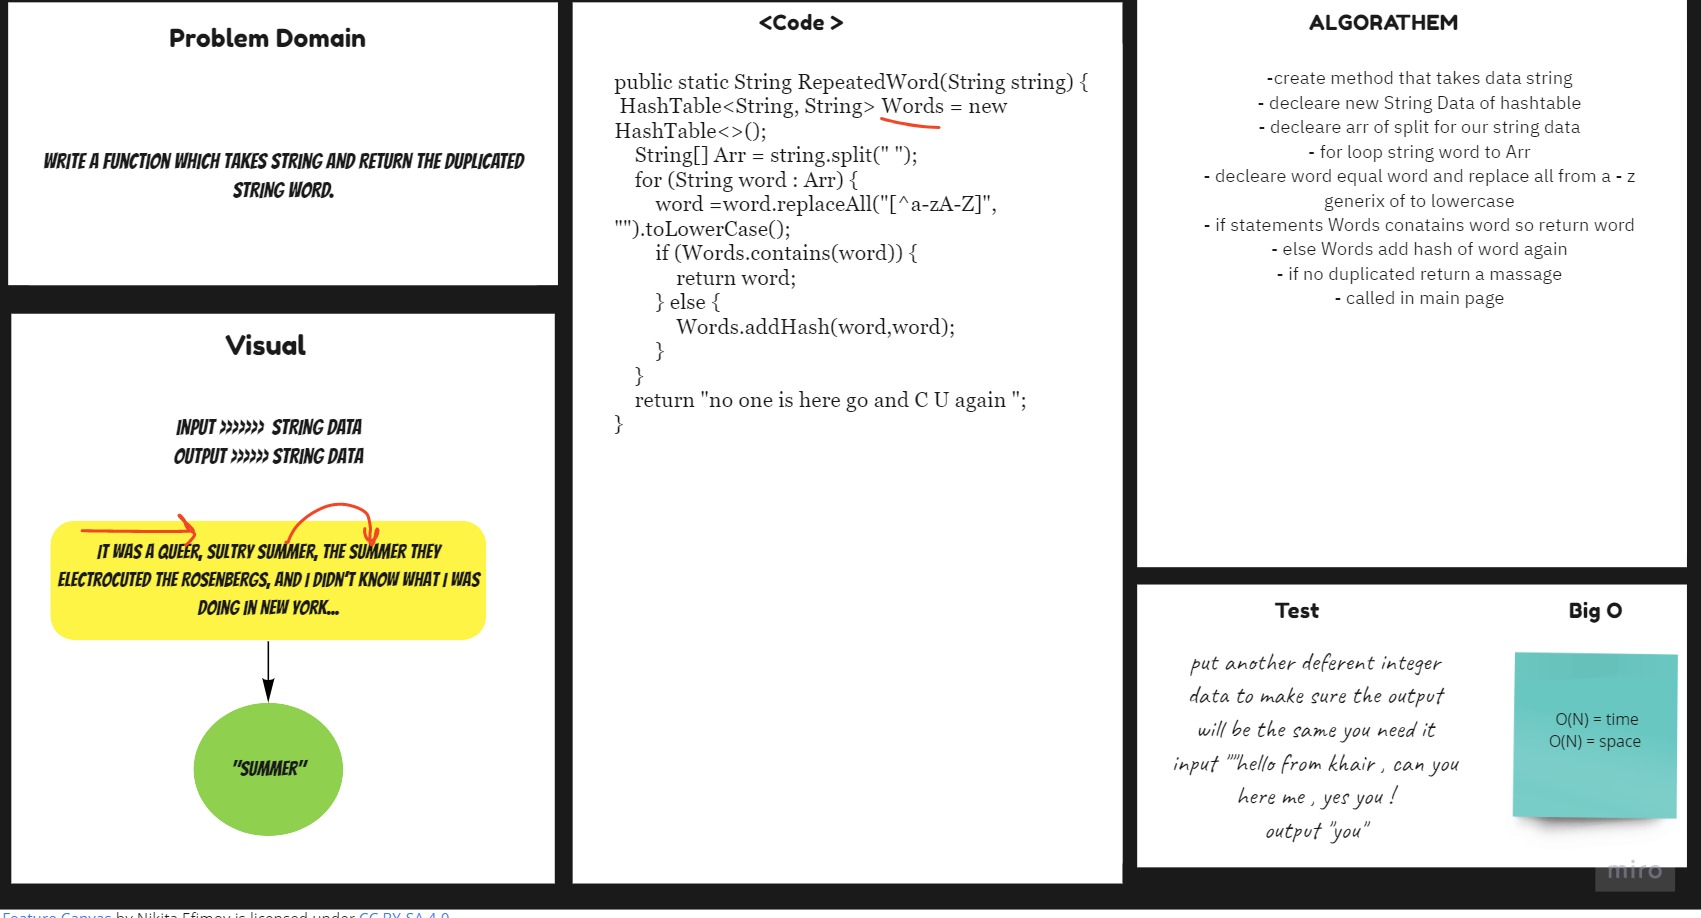 Problem Domain
WRITE A FUNCTION WHICH TAKES STRING AND RETURN THE DUPLICATED
STRING WORD.
Visual
INPUT >>>>>>> STRING DATA
OUTPUT >>>>>> STRING DATA
IT WAS A QUEER, SULTRY SUMMER, THE SUMMER THEY
ELECTROCUTED THE ROSENBERGS, AND I DIDN'T KNOW WHAT I WAS
DOING IN NEW YORK...
"SUMMER"
<Code >
public static String RepeatedWord(String string) {
HashTable<String, String> Words = new
HashTable<>();
String[] Arr = string.split(" ");
for (String word : Arr) {
word =word.replaceAll("[^a-zA-Z]",
"").toLowerCase();
if (Words.contains(word)) {
return word;
} else {
Words.addHash(word,word);
}
}
return "no one is here go and C U again ";
}
ALGORATHEM
-create method that takes data string
- decleare new String Data of hashtable
- decleare arr of split for our string data
- for loop string word to Arr
- decleare word equal word and replace all from a - z
generix of to lowercase
- if statements Words conatains word so return word
- else Words add hash of word again
- if no duplicated return a massage
- called in main page
Test
put another deferent integer
data to make sure the output
will be the same you need it
input """hello from khair , can you
here me , yes you !
output "you"
Big O
O(N) = time
O(N) = space
miro
Feature Canvas by Nikita Efimov is licensed under CC BY-SA 4.0